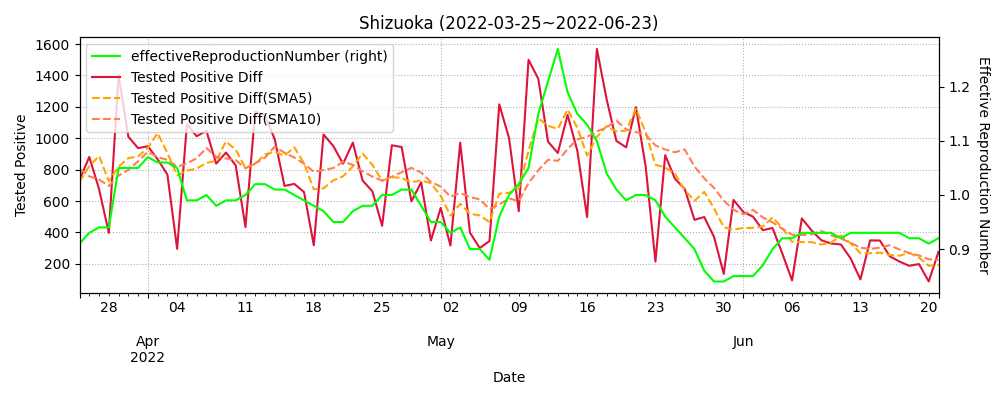 Shizuoka (2022-03-25~2022-06-23)
effectiveReproductionNumber (right)
Tested Positive Diff
Tested Positive Diff(SMA5)
Tested Positive Diff(SMA10)
1600
1400
1200
1000
800
600
400
200
Tested Positive
1.2
1.1
1.0
0.9
Effective Reproduction Number
28 04 11 18 25 02 09 16 23 30 06 13 20
Apr May Jun
2022
Date